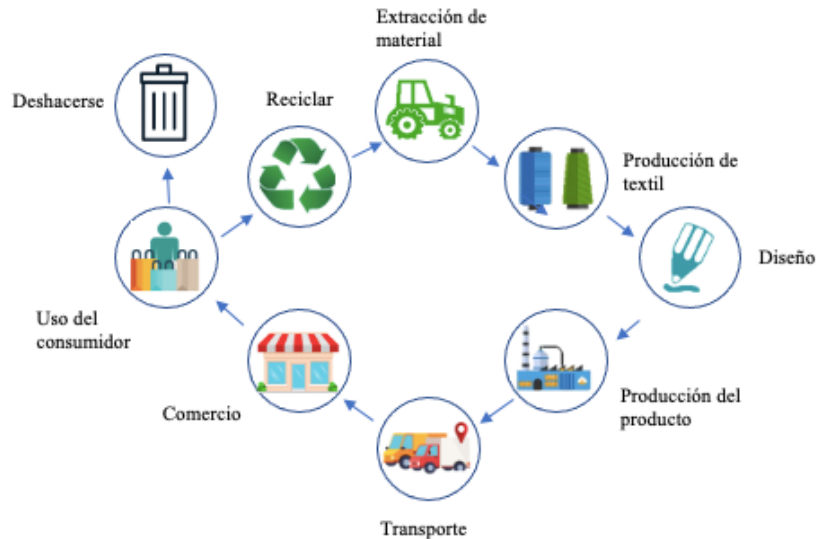 Extracción de
material
Deshacerse
Reciclar
Producción de
textil
Diseño
Uso del
consumidor
Producción del
producto
Comercio
Transporte